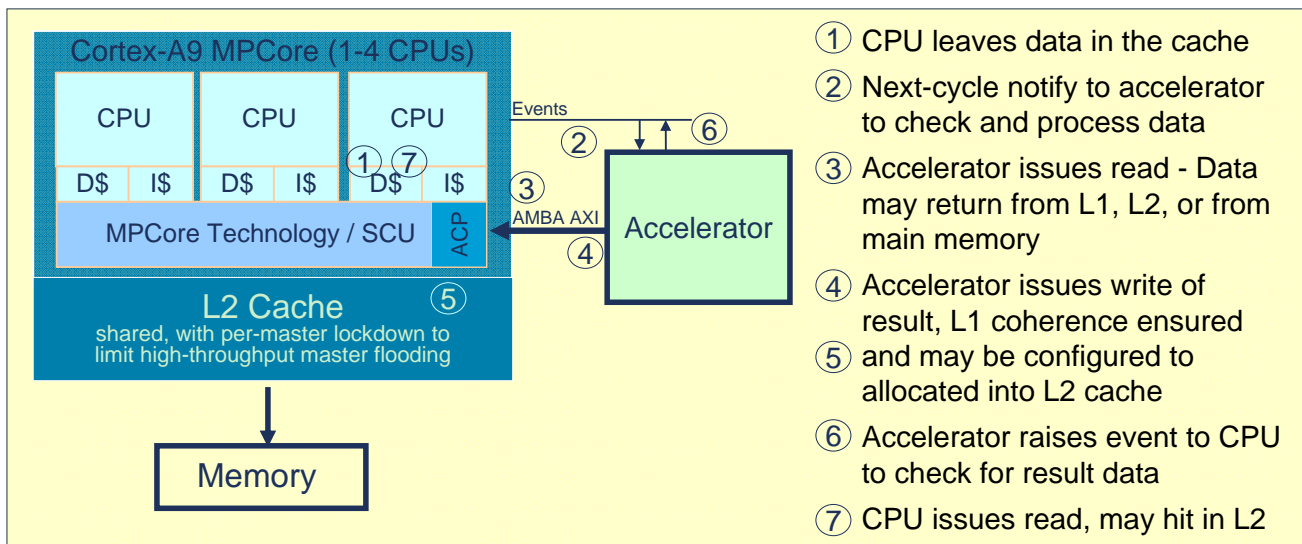 Cortex-A9 MPCore (1-4 CPUs)
CPU
CPU
CPU
1
7
D$
I$
D$
I$
D$
I$
MPCore Technology / SCU
ACP
L2 Cache
5
shared, with per-master lockdown to
limit high-throughput master flooding
Memory
Events
2
6
3
AMBA AXI
4
Accelerator
1 CPU leaves data in the cache
2 Next-cycle notify to accelerator
to check and process data
3 Accelerator issues read - Data
may return from L1, L2, or from
main memory
4 Accelerator issues write of
result, L1 coherence ensured
5 and may be configured to
allocated into L2 cache
6 Accelerator raises event to CPU
to check for result data
7 CPU issues read, may hit in L2